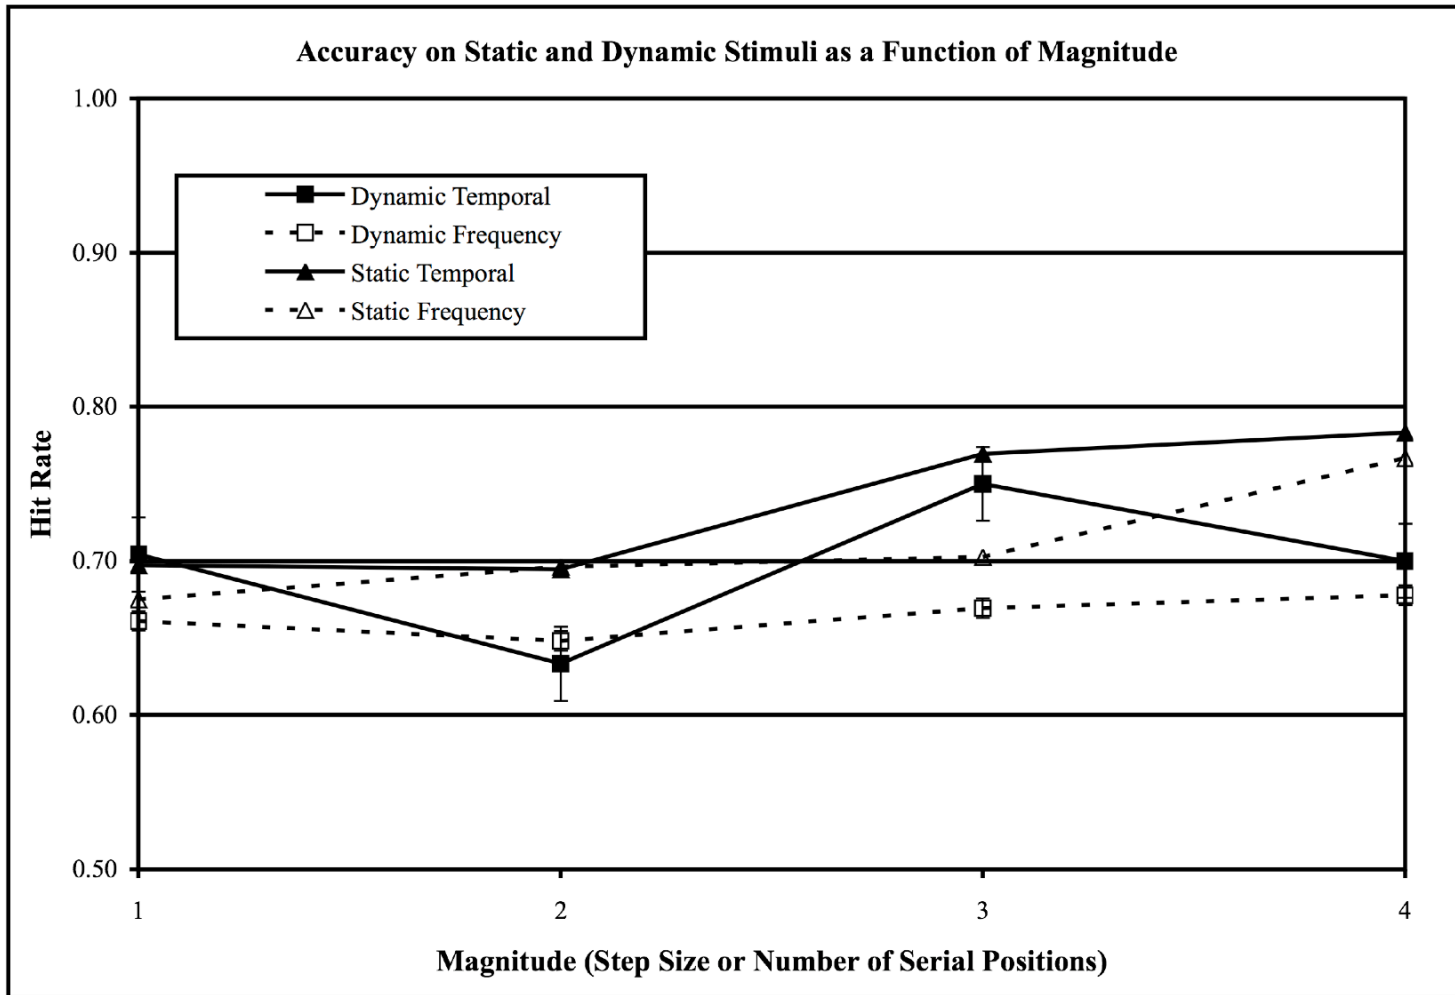 Accuracy on Static and Dynamic Stimuli as a Function of Magnitude
1.00
0.90
0.80
0.70
0.60
0.50
Hit Rate
Dynamic Temporal
Dynamic Frequency
Static Temporal
Static Frequency
1 2 3 4
Magnitude (Step Size or Number of Serial Positions)